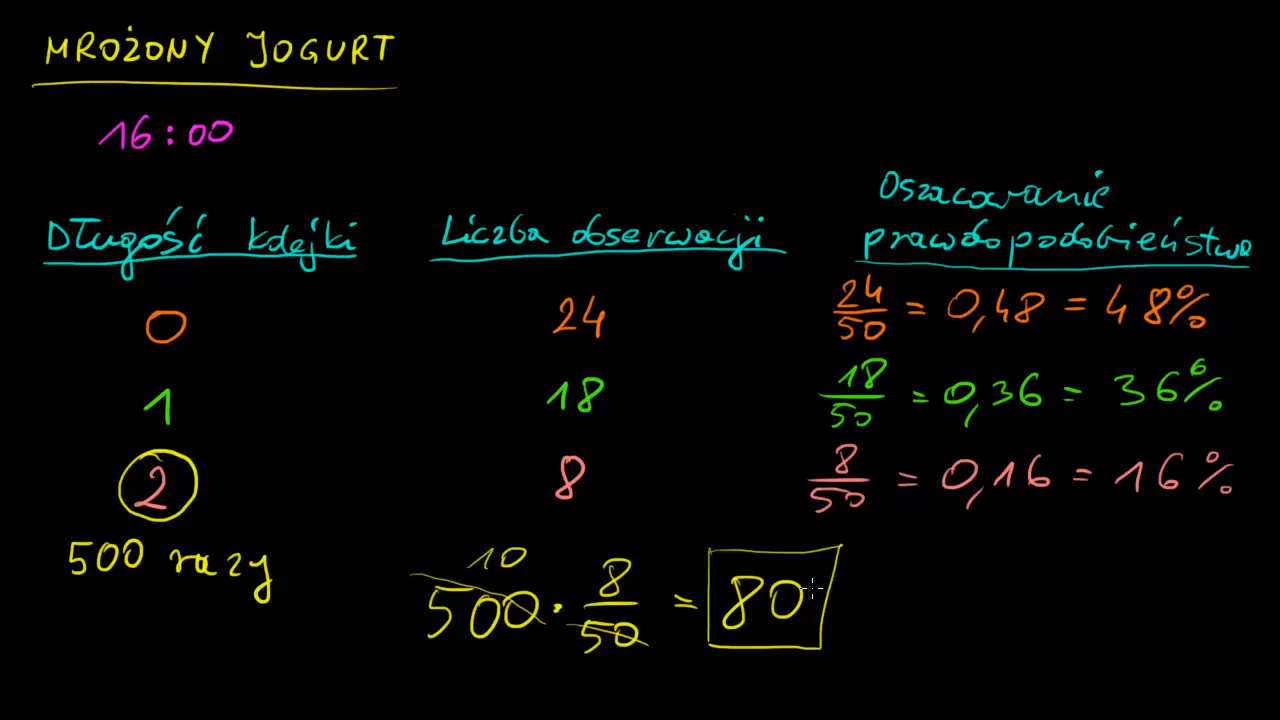 MROŻONY JOGURT
16:00
Długość kolejki Liczba obserwacji Oszacowanie prawdopodobieństwa
0 24 24/50 = 0,48 = 48%
1 18 18/50 = 0,36 = 36%
2 8 8/50 = 0,16 = 16%
500 razy
10
500 · 8/50 = 80